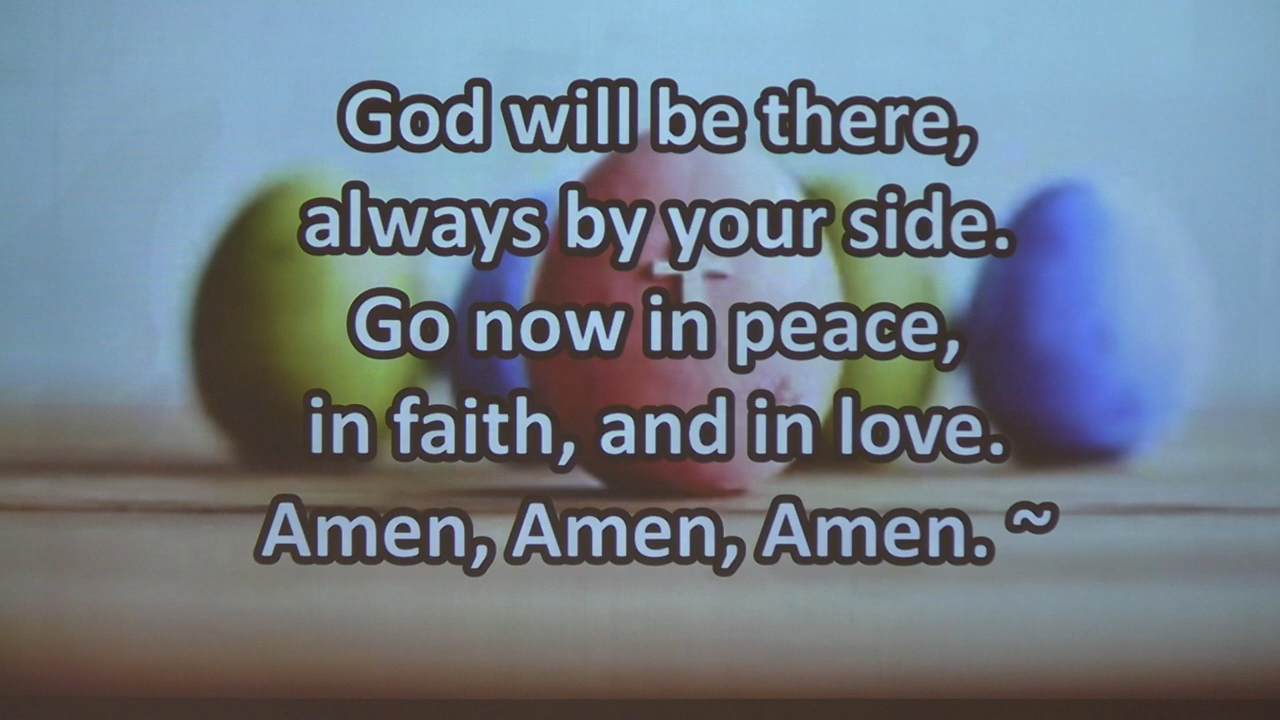 God will be there,
always by your side.
Go now in peace,
in faith, and in love.
Amen, Amen, Amen. ~